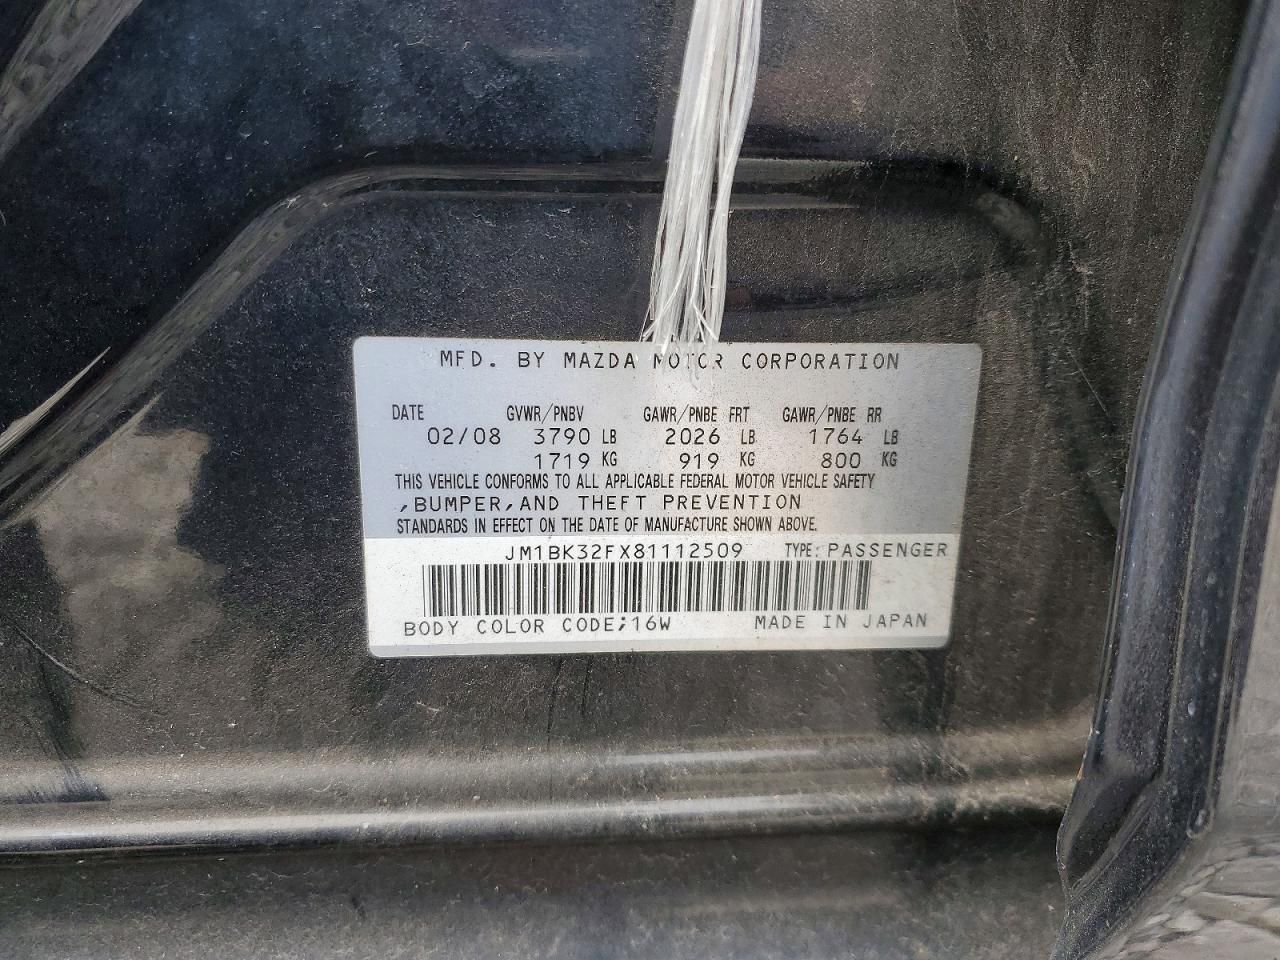 MFD. BY MAZDA MOTOR CORPORATION
DATE GVWR/PNBV GAWR/PNBE FRT GAWR/PNBE RR
02/08 3790 LB 2026 LB 1764 LB
1719 KG 919 KG 800 KG
THIS VEHICLE CONFORMS TO ALL APPLICABLE FEDERAL MOTOR VEHICLE SAFETY
,BUMPER,AND THEFT PREVENTION
STANDARDS IN EFFECT ON THE DATE OF MANUFACTURE SHOWN ABOVE.
JM1BK32FX81112509 TYPE: PASSENGER
BODY COLOR CODE;16W MADE IN JAPAN